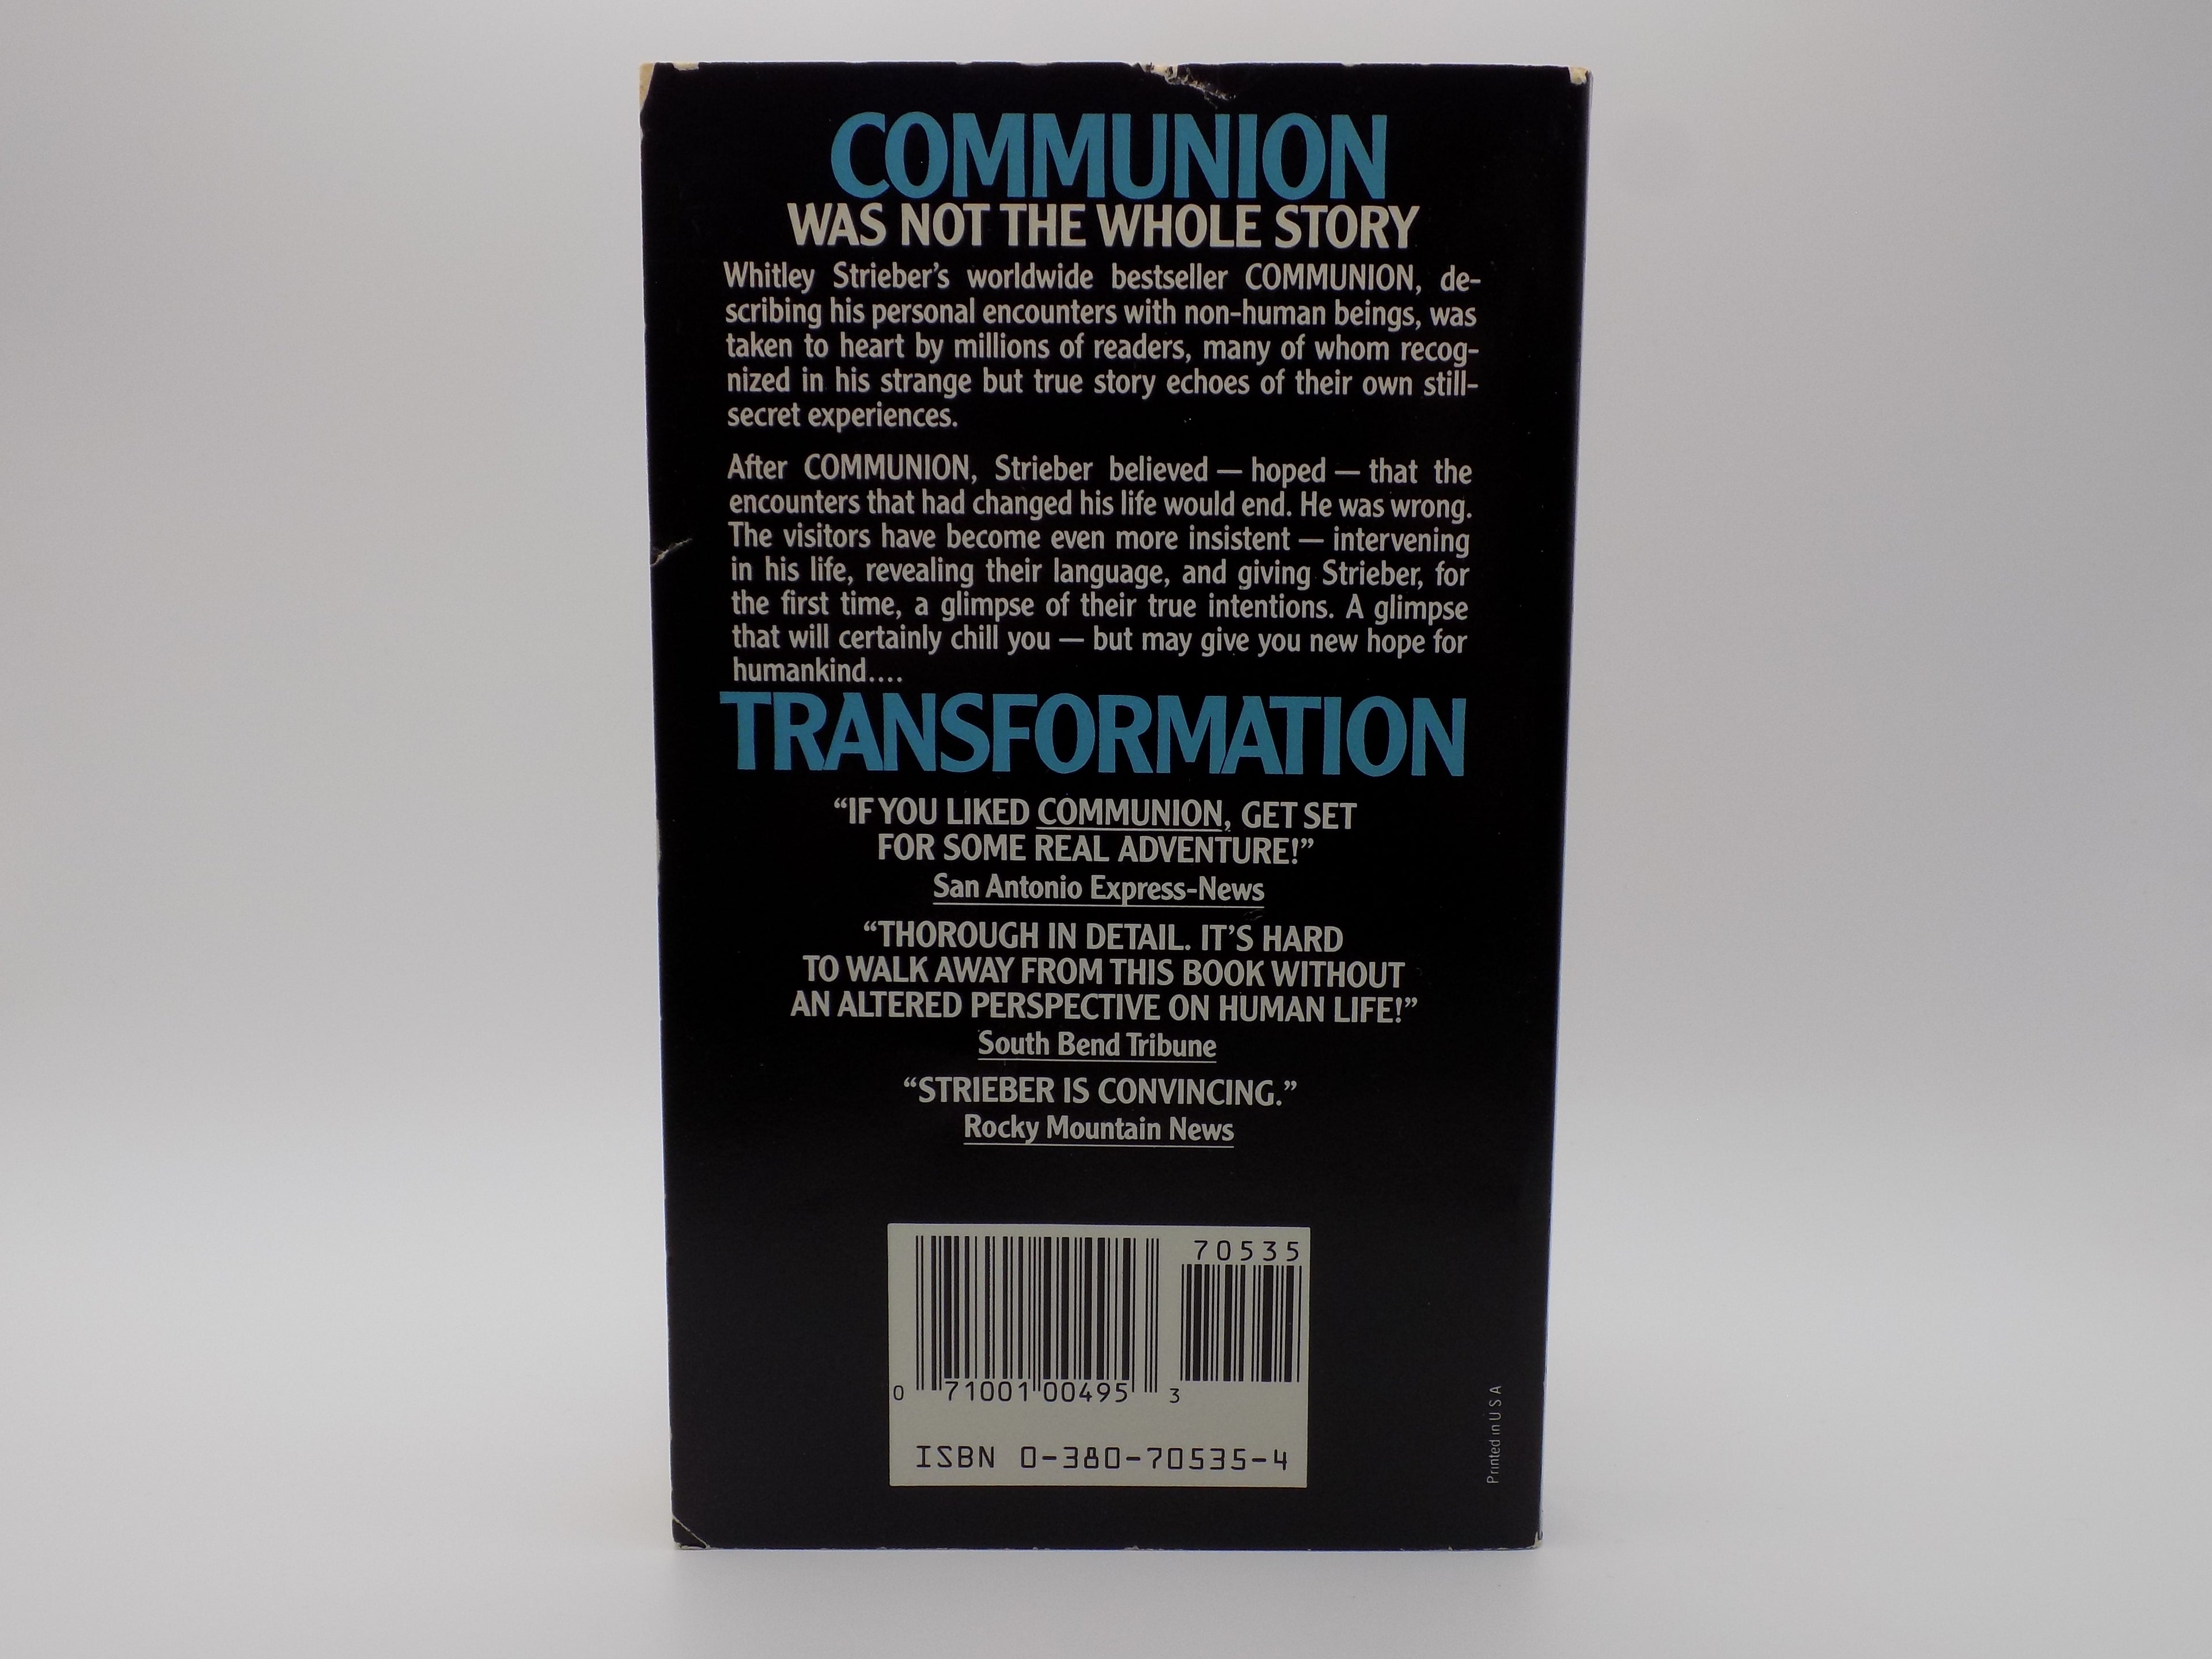 COMMUNION
WAS NOT THE WHOLE STORY
Whitley Strieber's worldwide bestseller COMMUNION, de-
scribing his personal encounters with non-human beings, was
taken to heart by millions of readers, many of whom recog-
nized in his strange but true story echoes of their own still-
secret experiences.
After COMMUNION, Strieber believed — hoped — that the
encounters that had changed his life would end. He was wrong.
The visitors have become even more insistent — intervening
in his life, revealing their language, and giving Strieber, for
the first time, a glimpse of their true intentions. A glimpse
that will certainly chill you — but may give you new hope for
humankind....
TRANSFORMATION
“IF YOU LIKED COMMUNION, GET SET
FOR SOME REAL ADVENTURE!”
San Antonio Express-News
“THOROUGH IN DETAIL. IT'S HARD
TO WALK AWAY FROM THIS BOOK WITHOUT
AN ALTERED PERSPECTIVE ON HUMAN LIFE!”
South Bend Tribune
“STRIEBER IS CONVINCING.”
Rocky Mountain News
70535
0 71001 00495 3
ISBN 0-380-70535-4
Printed in U S A